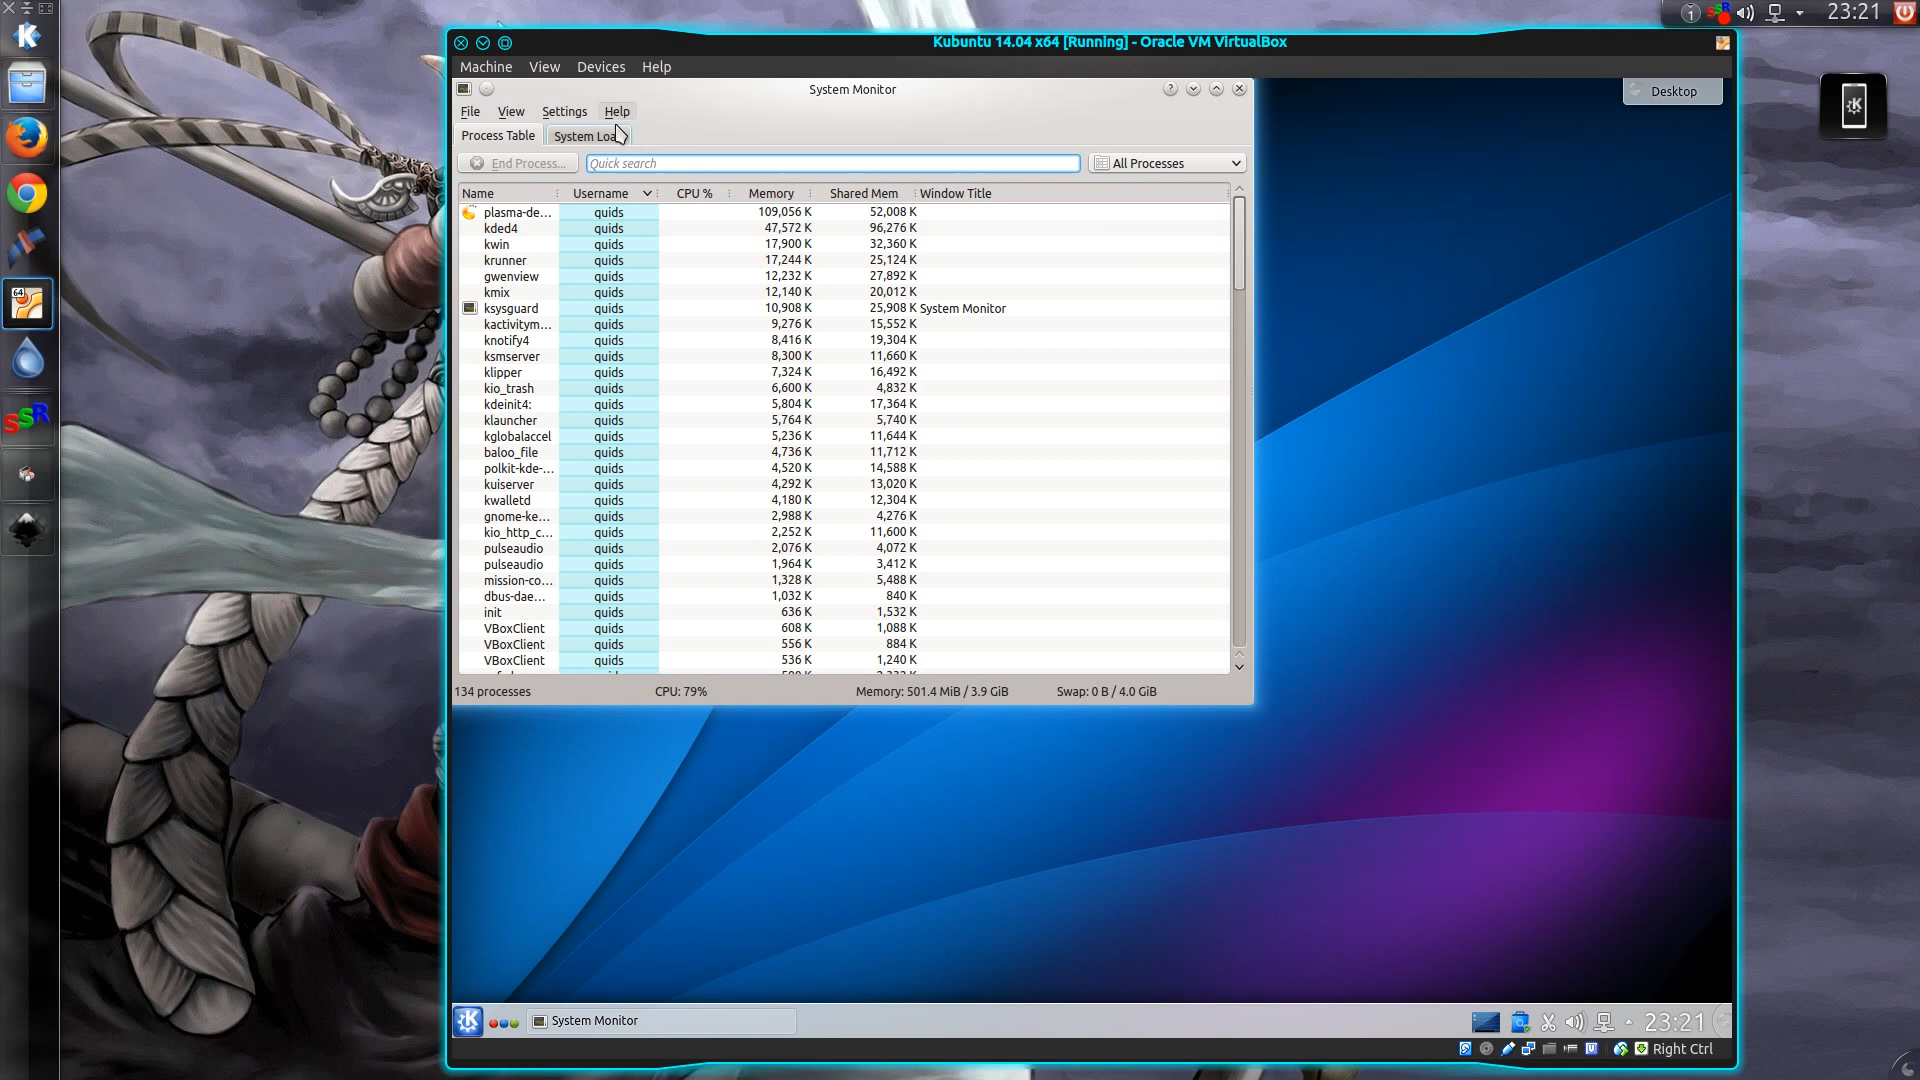 1 SSR 23:21
Kubuntu 14.04 x64 [Running] - Oracle VM VirtualBox
Machine View Devices Help
System Monitor
Desktop
File View Settings Help
Process Table System Loa
End Process... Quick search All Processes
Name Username CPU % Memory Shared Mem Window Title
plasma-de... quids 109,056 K 52,008 K
kded4 quids 47,572 K 96,276 K
kwin quids 17,900 K 32,360 K
krunner quids 17,244 K 25,124 K
gwenview quids 12,232 K 27,892 K
kmix quids 12,140 K 20,012 K
ksysguard quids 10,908 K 25,908 K System Monitor
kactivitym... quids 9,276 K 15,552 K
knotify4 quids 8,416 K 19,304 K
ksmserver quids 8,300 K 11,660 K
klipper quids 7,324 K 16,492 K
kio_trash quids 6,600 K 4,832 K
kdeinit4: quids 5,804 K 17,364 K
klauncher quids 5,764 K 5,740 K
kglobalaccel quids 5,236 K 11,644 K
baloo_file quids 4,736 K 11,712 K
polkit-kde-... quids 4,520 K 14,588 K
kuiserver quids 4,292 K 13,020 K
kwalletd quids 4,180 K 12,304 K
gnome-ke... quids 2,988 K 4,276 K
kio_http_c... quids 2,252 K 11,600 K
pulseaudio quids 2,076 K 4,072 K
pulseaudio quids 1,964 K 3,412 K
mission-co... quids 1,328 K 5,488 K
dbus-dae... quids 1,032 K 840 K
init quids 636 K 1,532 K
VBoxClient quids 608 K 1,088 K
VBoxClient quids 556 K 884 K
VBoxClient quids 536 K 1,240 K
134 processes CPU: 79% Memory: 501.4 MiB / 3.9 GiB Swap: 0 B / 4.0 GiB
System Monitor 23:21
Right Ctrl
64
SSR